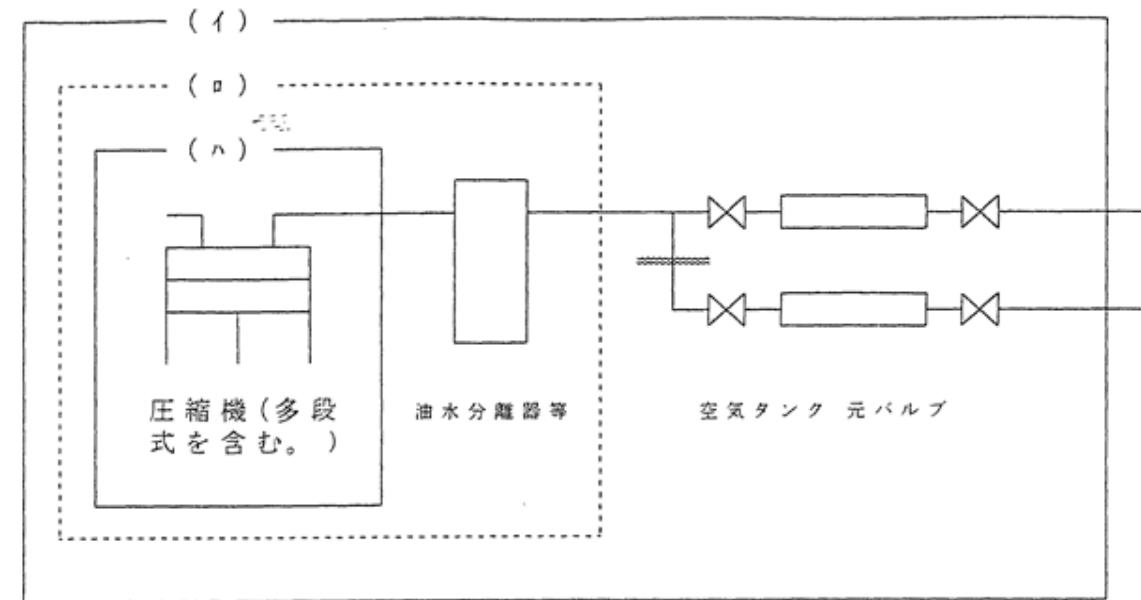 (イ)
(ロ)
(ハ)
圧縮機(多段
式を含む。)
油水分離器等
空気タンク 元バルブ